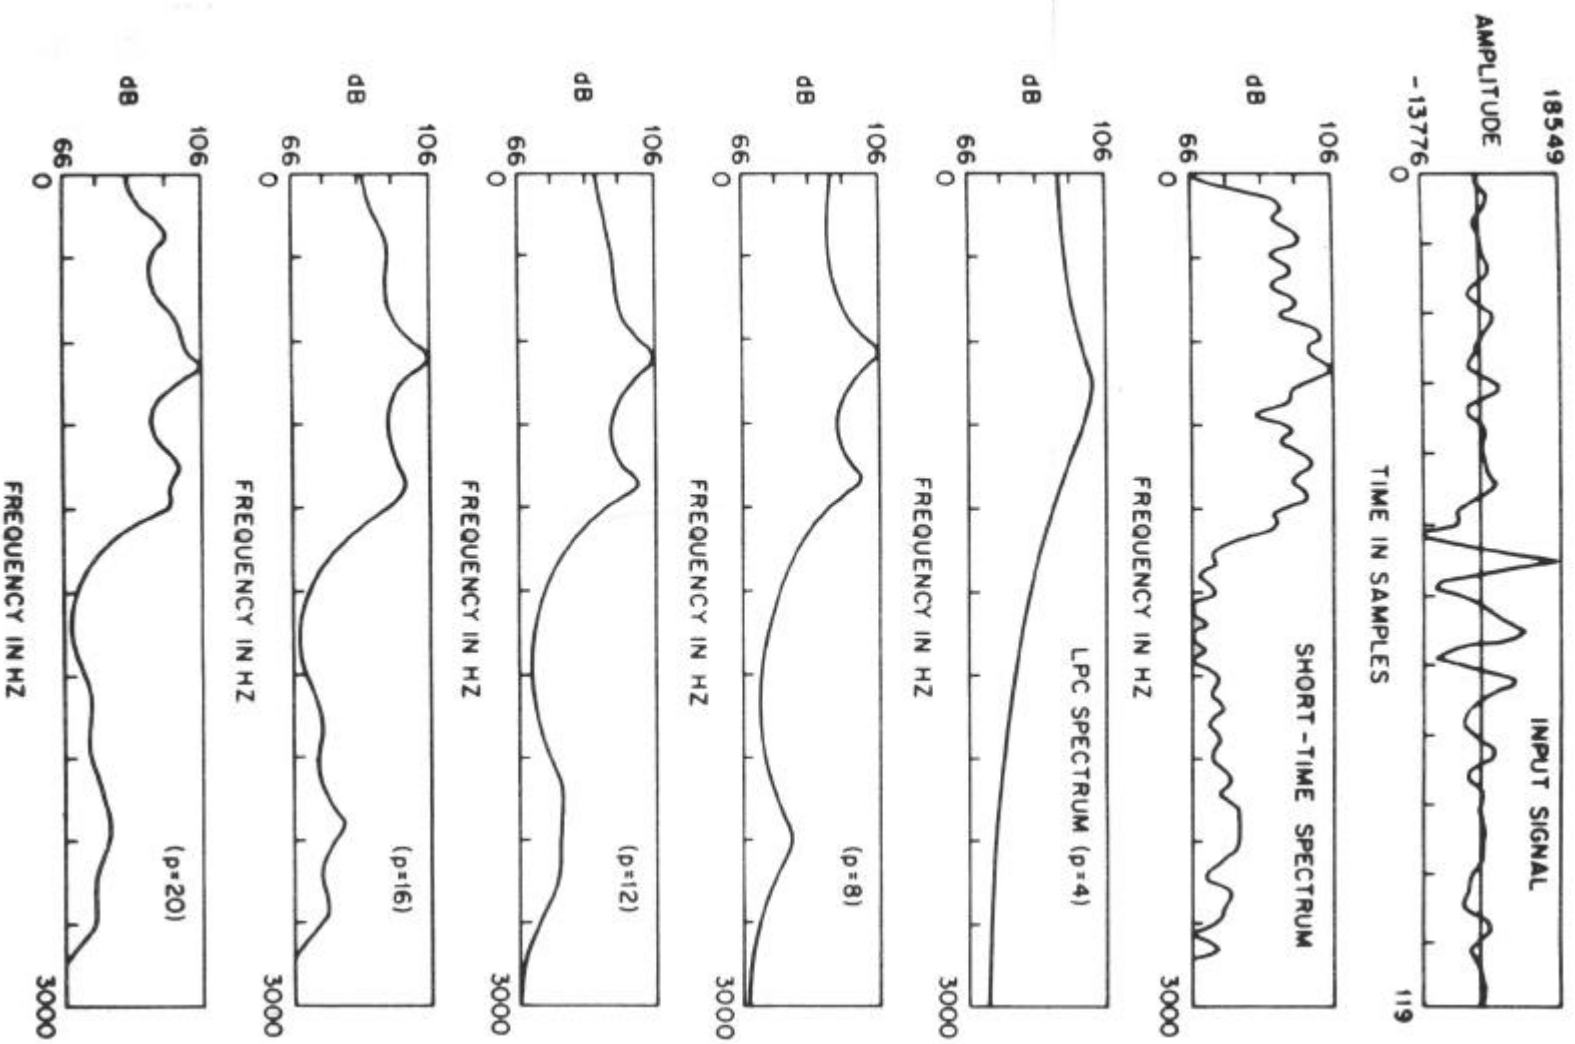 18549
AMPLITUDE
-13776
0
119
INPUT SIGNAL
TIME IN SAMPLES
106
dB
66
0
3000
SHORT-TIME SPECTRUM
FREQUENCY IN HZ
106
dB
66
0
3000
LPC SPECTRUM (p=4)
FREQUENCY IN HZ
106
dB
66
0
3000
(p=8)
FREQUENCY IN HZ
106
dB
66
0
3000
(p=12)
FREQUENCY IN HZ
106
dB
66
0
3000
(p=16)
FREQUENCY IN HZ
106
dB
66
0
3000
(p=20)
FREQUENCY IN HZ